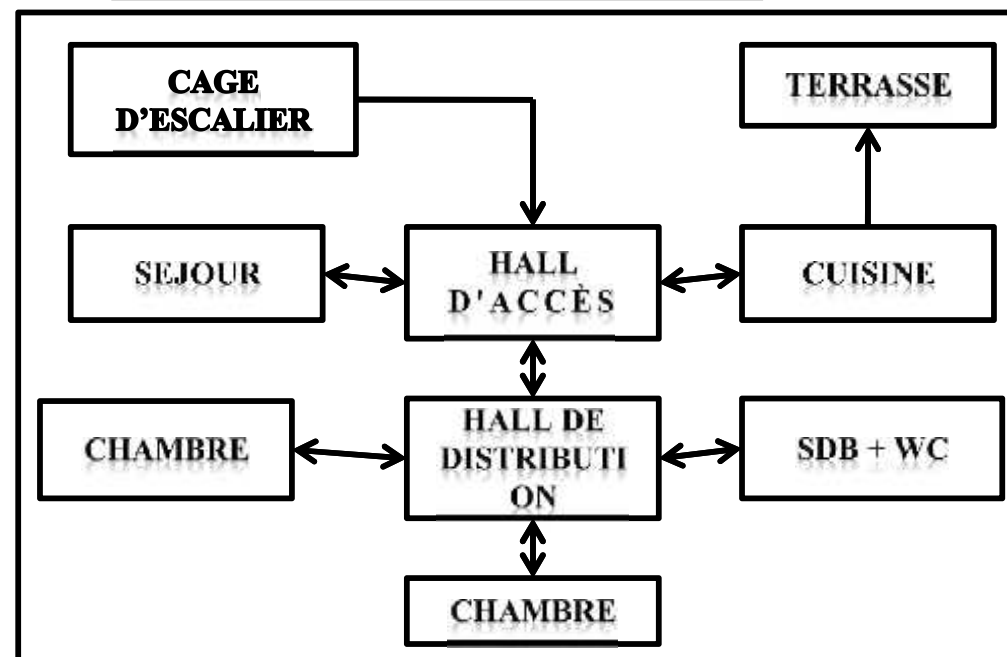 CAGE
D'ESCALIER
TERRASSE
SEJOUR
HALL
D'ACCÈS
CUISINE
CHAMBRE
HALL DE
DISTRIBUTI
ON
SDB + WC
CHAMBRE